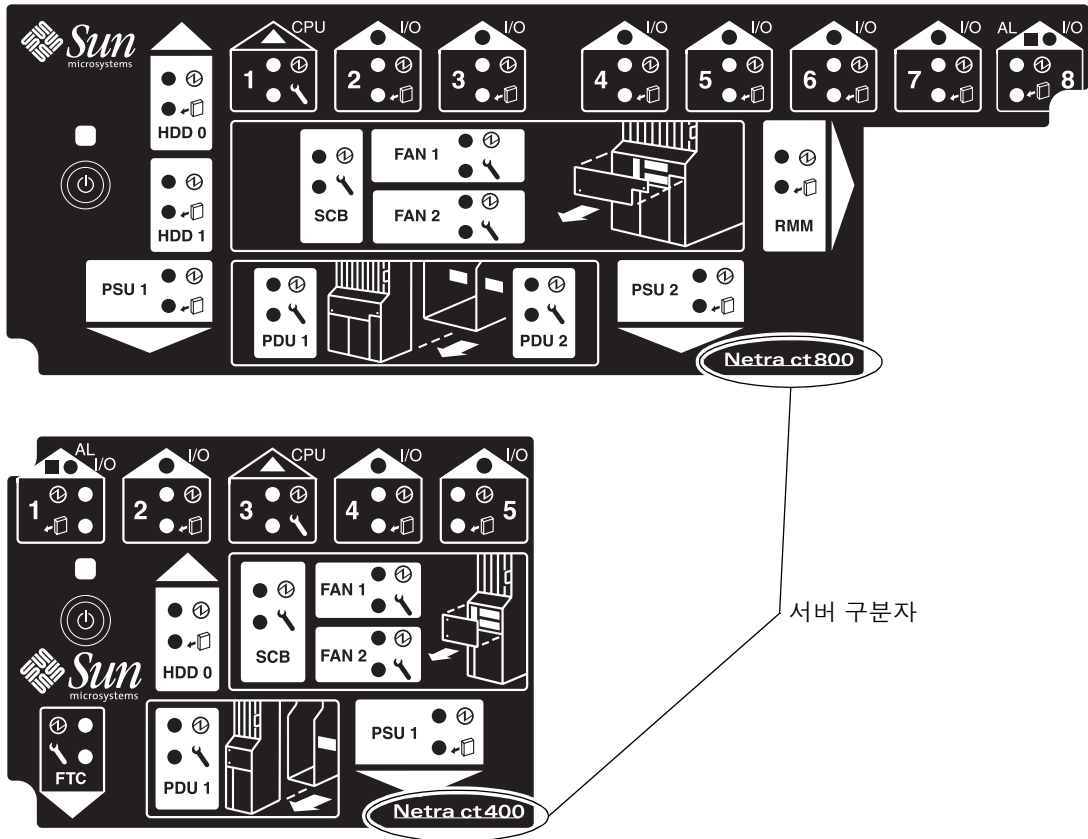 Sun
microsystems
CPU
I/O
I/O
I/O
I/O
I/O
I/O
AL
I/O
1
2
3
4
5
6
7
8
HDD 0
HDD 1
SCB
FAN 1
FAN 2
RMM
PSU 1
PDU 1
PDU 2
PSU 2
Netra ct800
AL
I/O
I/O
CPU
I/O
I/O
1
2
3
4
5
서버 구분자
HDD 0
SCB
FAN 1
FAN 2
Sun
microsystems
FTC
PDU 1
PSU 1
Netra ct400